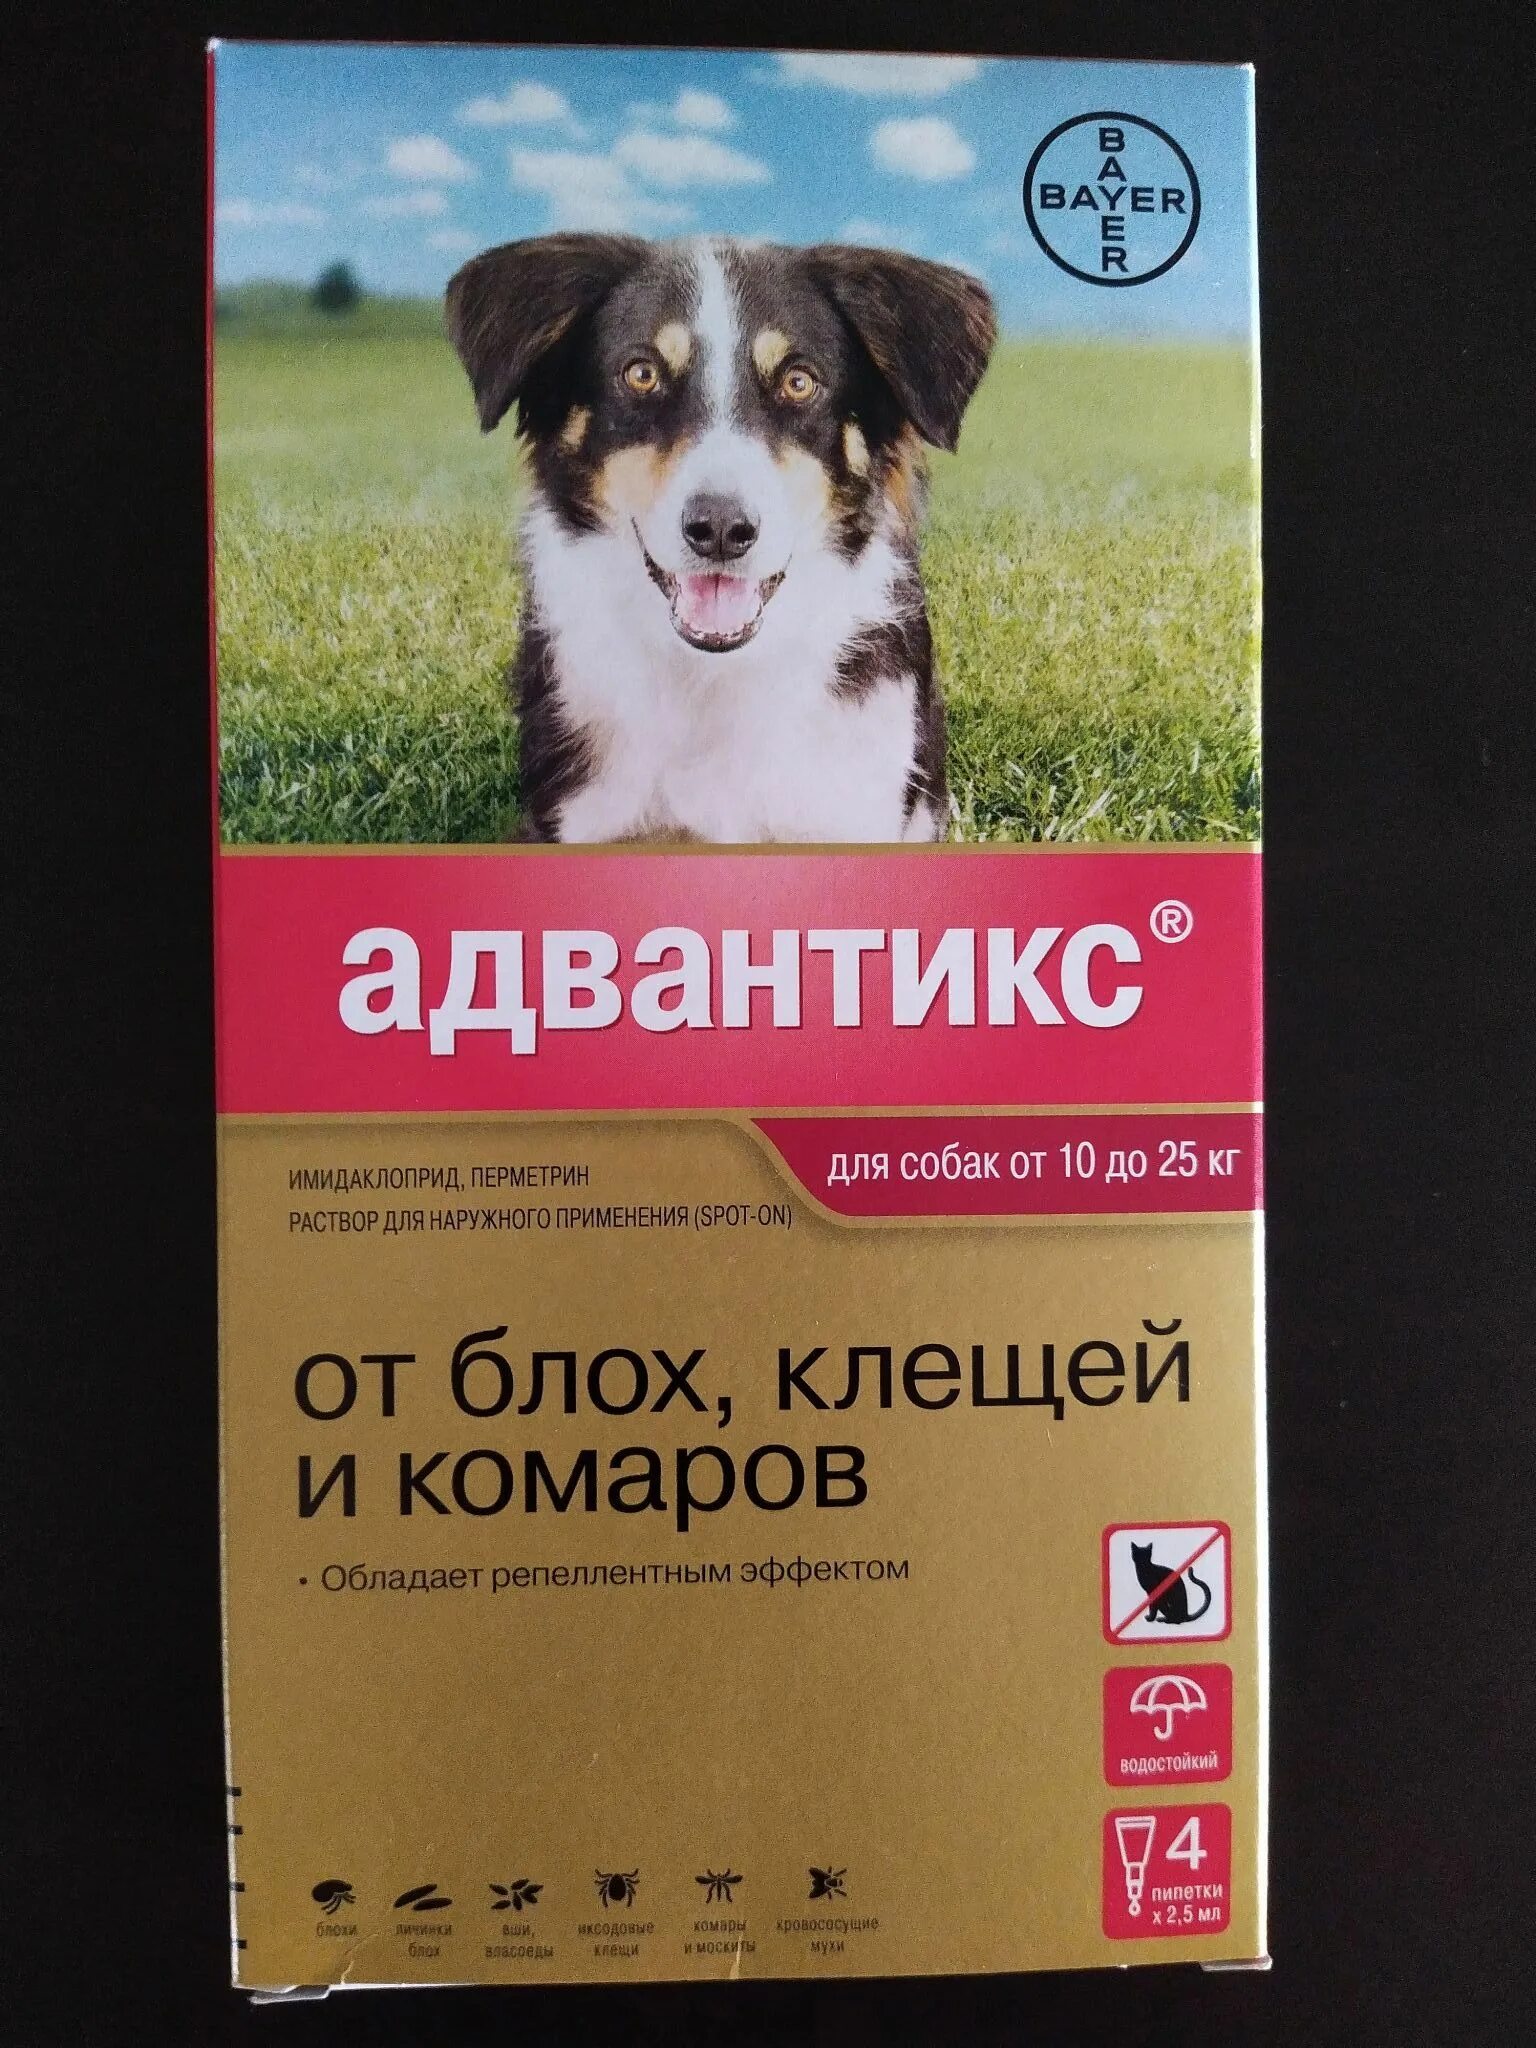 BAYER
BAYER
адвантикс®
для собак от 10 до 25 кг
ИМИДАКЛОПРИД, ПЕРМЕТРИН
РАСТВОР ДЛЯ НАРУЖНОГО ПРИМЕНЕНИЯ (SPOT-ON)
от блох, клещей
и комаров
• Обладает репеллентным эффектом
водостойкий
4
пипетки
х 2,5 мл
блохи
личинки
блох
вши,
власоеды
иксодовые
клещи
комары
и москиты
кровососущие
мухи